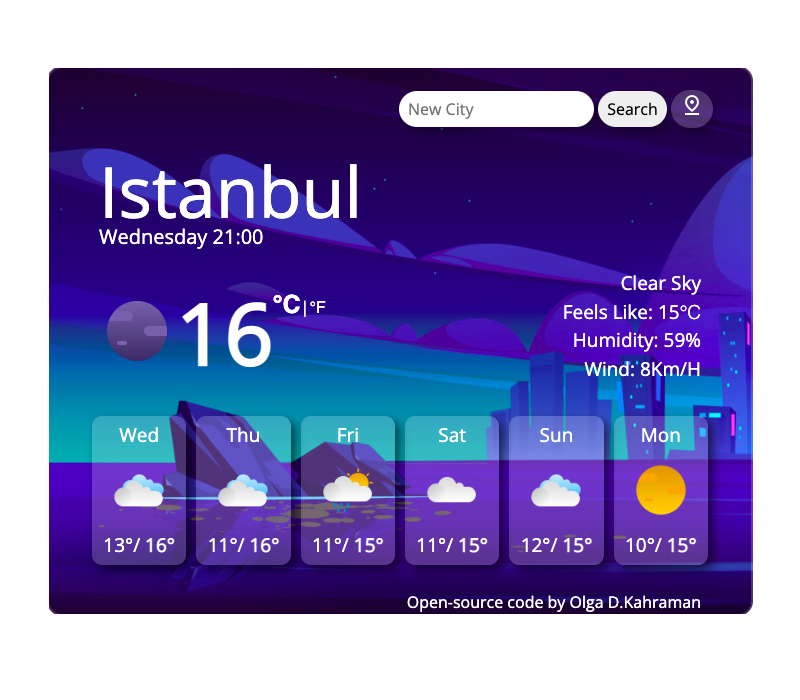 New City Search
Istanbul
Wednesday 21:00
16 °C|°F
Clear Sky
Feels Like: 15°C
Humidity: 59%
Wind: 8Km/H
Wed Thu Fri Sat Sun Mon
13°/ 16° 11°/ 16° 11°/ 15° 11°/ 15° 12°/ 15° 10°/ 15°
Open-source code by Olga D.Kahraman